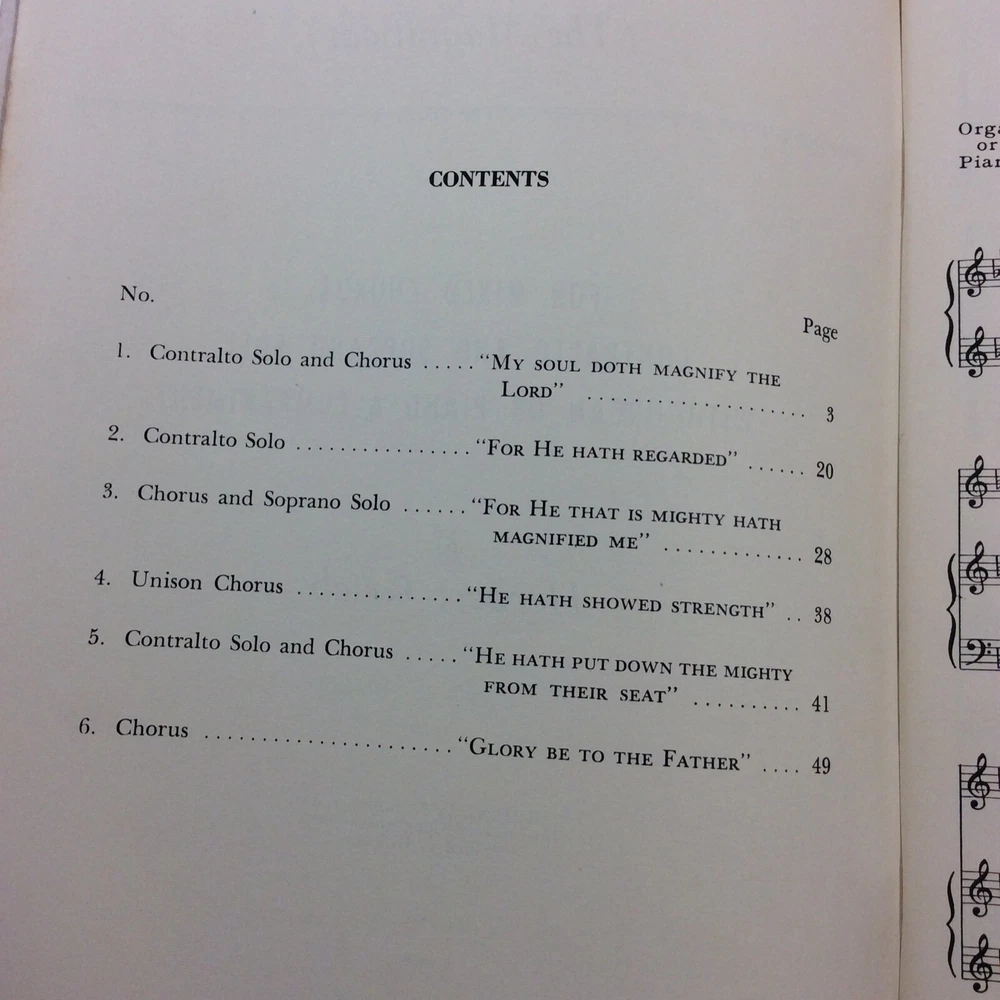 CONTENTS
No.
Page
1. Contralto Solo and Chorus ..... "MY SOUL DOTH MAGNIFY THE
LORD" .................... 3
2. Contralto Solo ................ "FOR HE HATH REGARDED" ...... 20
3. Chorus and Soprano Solo ...... "FOR HE THAT IS MIGHTY HATH
MAGNIFIED ME" ............. 28
4. Unison Chorus ............... "HE HATH SHOWED STRENGTH" .. 38
5. Contralto Solo and Chorus ..... "HE HATH PUT DOWN THE MIGHTY
FROM THEIR SEAT" .......... 41
6. Chorus ....................... "GLORY BE TO THE FATHER" .... 49
or